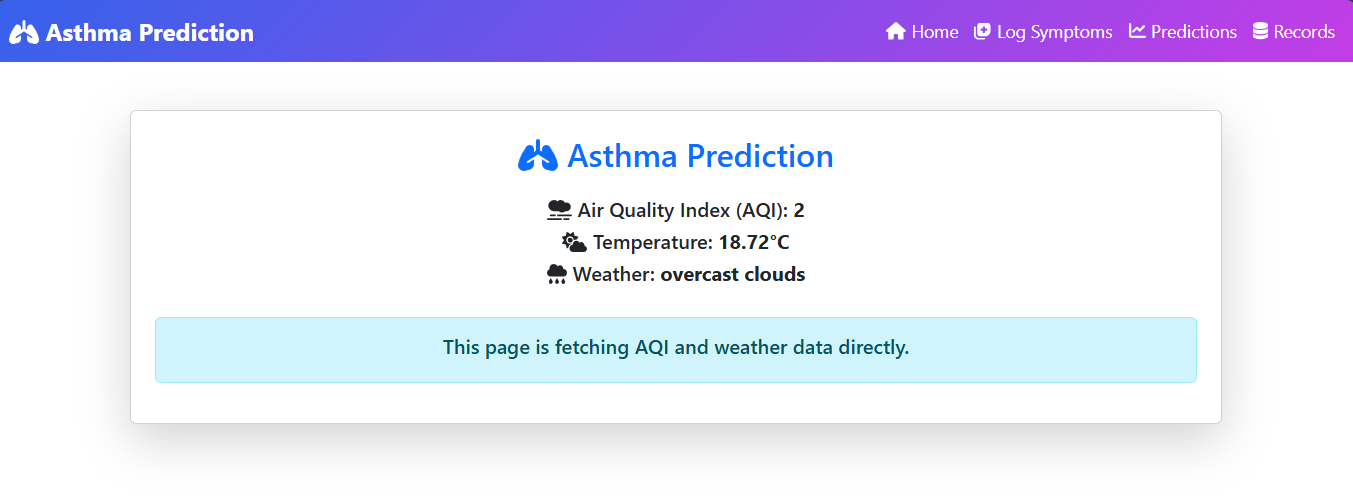 Asthma Prediction
Home Log Symptoms Predictions Records
Asthma Prediction
Air Quality Index (AQI): 2
Temperature: 18.72°C
Weather: overcast clouds
This page is fetching AQI and weather data directly.